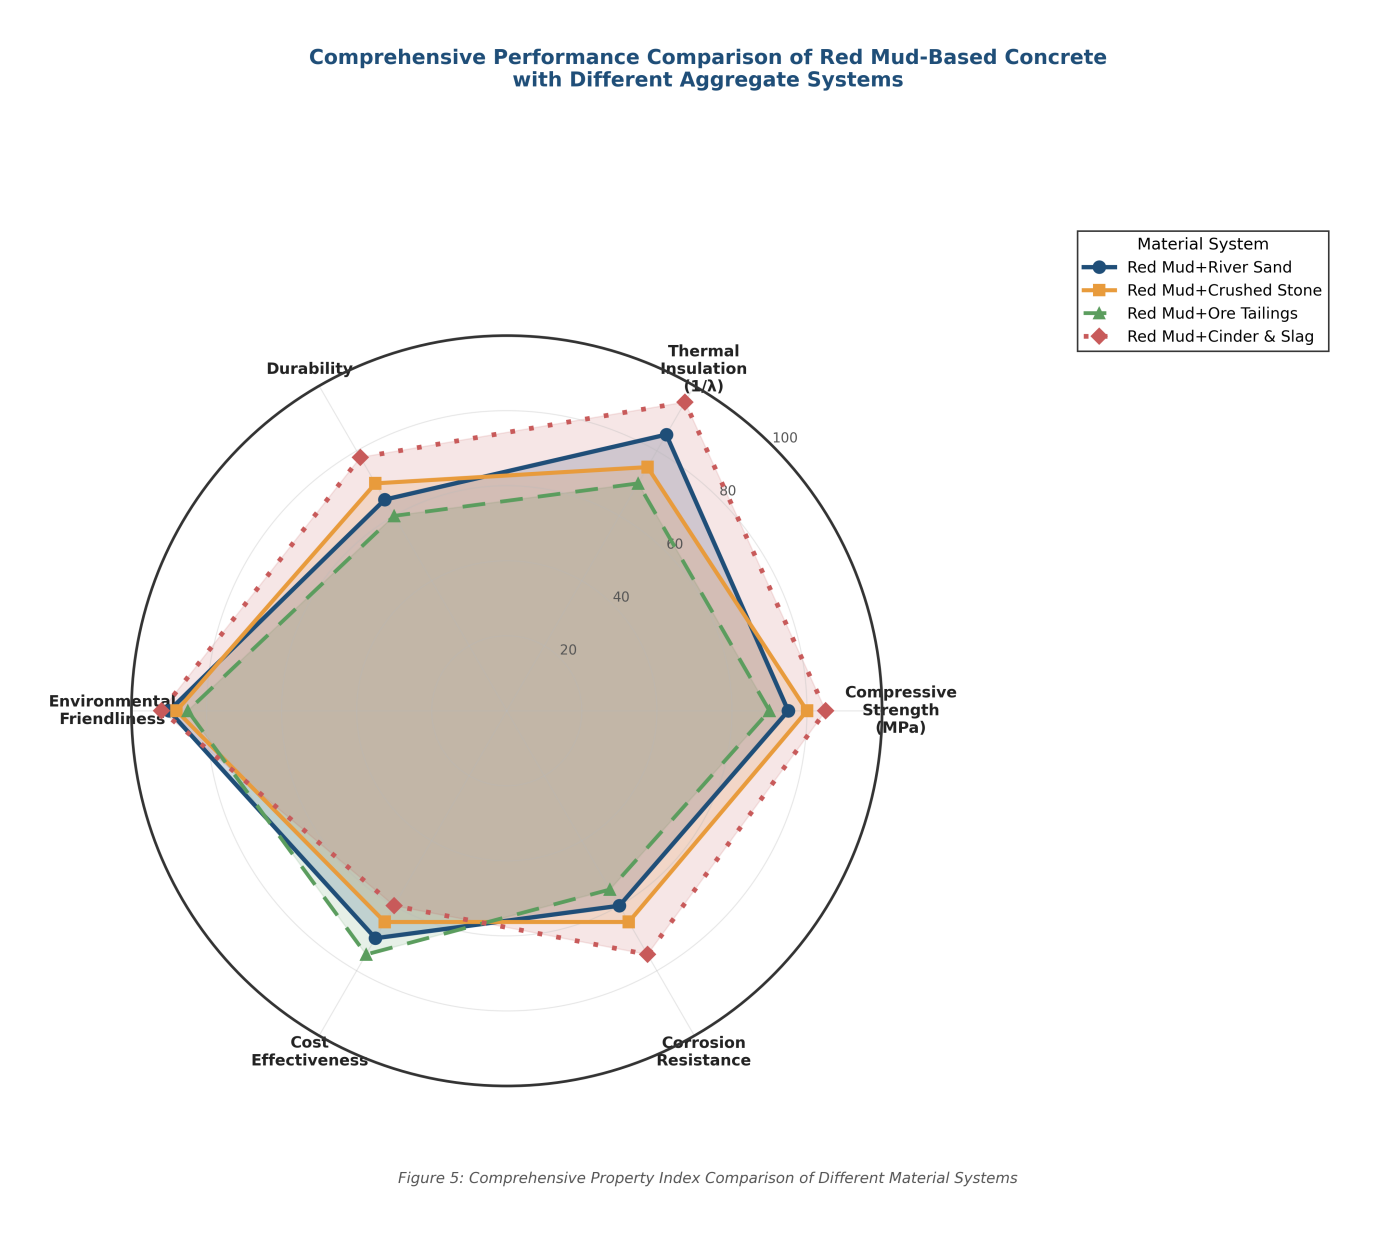 Comprehensive Performance Comparison of Red Mud-Based Concrete
with Different Aggregate Systems
Material System
Red Mud+River Sand
Red Mud+Crushed Stone
Red Mud+Ore Tailings
Red Mud+Cinder & Slag
Thermal
Insulation
(1/λ)
Durability
100
80
60
40
20
Environmental
Friendliness
Compressive
Strength
(MPa)
Cost
Effectiveness
Corrosion
Resistance
Figure 5: Comprehensive Property Index Comparison of Different Material Systems